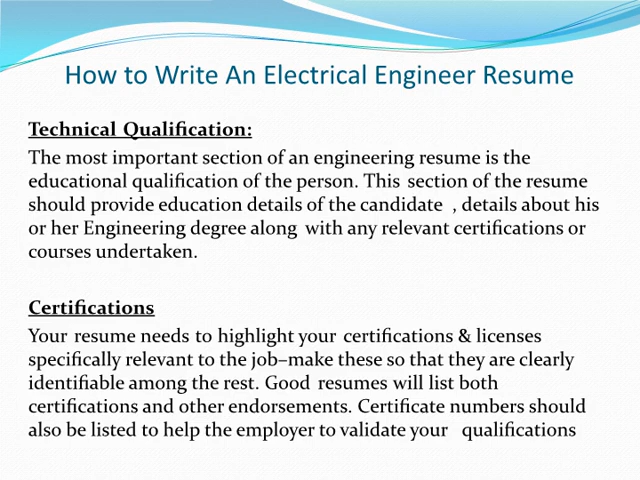 How to Write An Electrical Engineer Resume
Technical Qualification:
The most important section of an engineering resume is the
educational qualification of the person. This section of the resume
should provide education details of the candidate , details about his
or her Engineering degree along with any relevant certifications or
courses undertaken.
Certifications
Your resume needs to highlight your certifications & licenses
specifically relevant to the job–make these so that they are clearly
identifiable among the rest. Good resumes will list both
certifications and other endorsements. Certificate numbers should
also be listed to help the employer to validate your qualifications